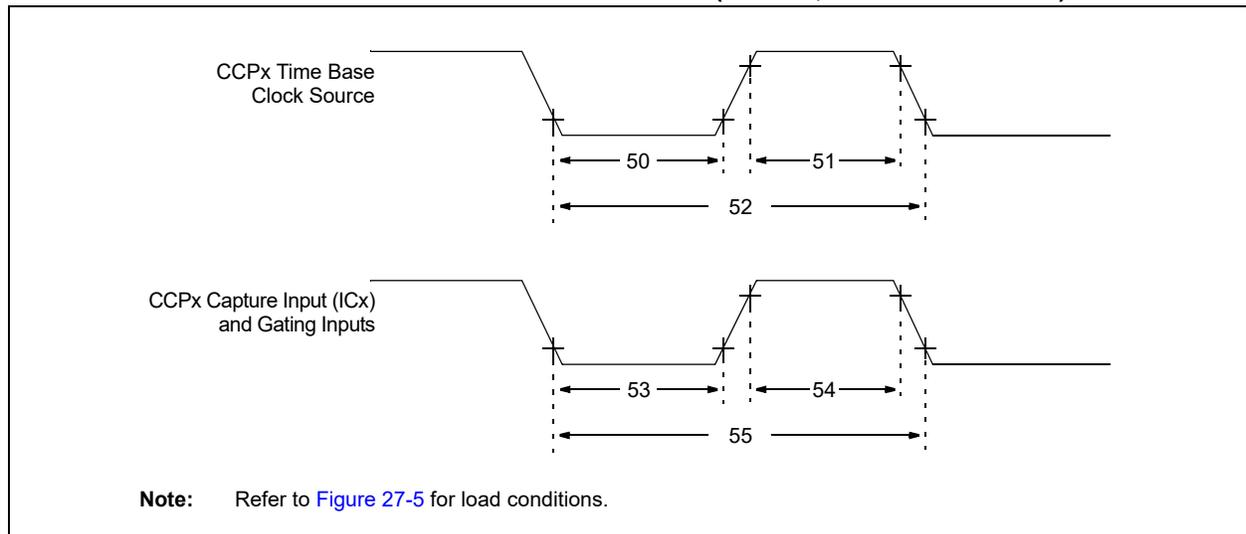 CCPx Time Base
Clock Source
50
51
52
CCPx Capture Input (ICx)
and Gating Inputs
53
54
55
Note: Refer to Figure 27-5 for load conditions.